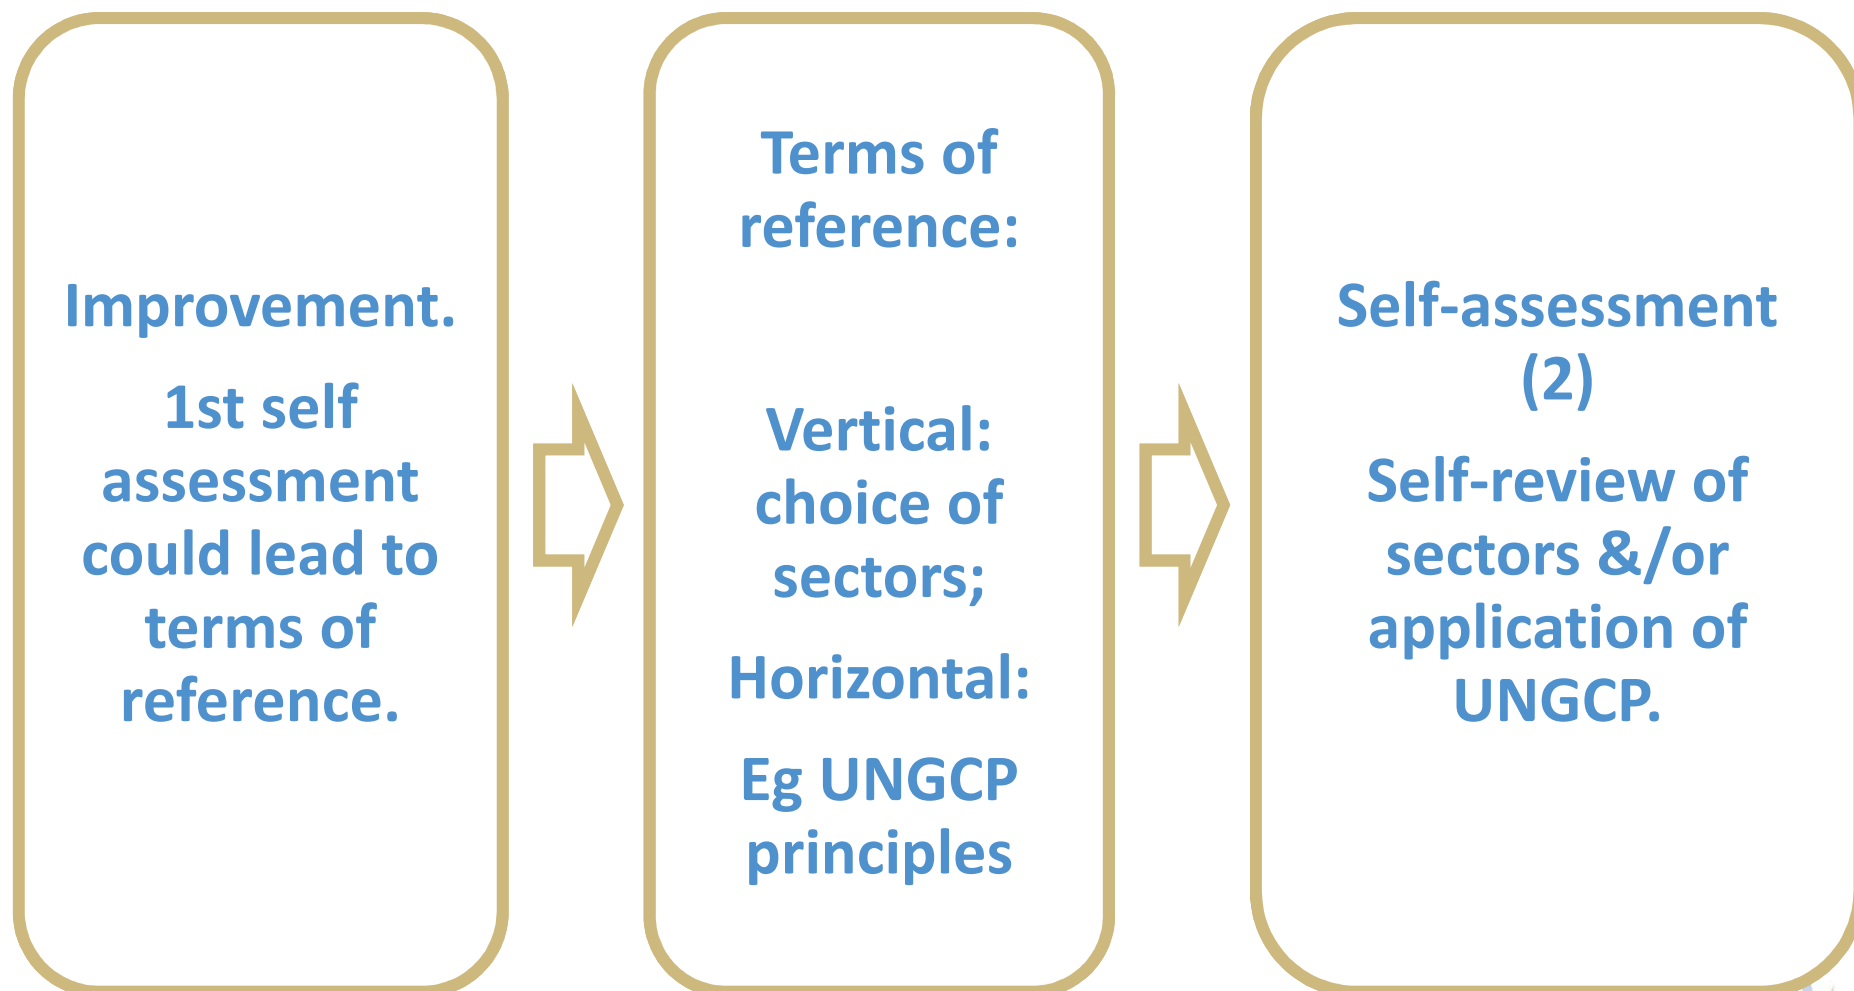 Improvement.
1st self
assessment
could lead to
terms of
reference.
Terms of
reference:
Vertical:
choice of
sectors;
Horizontal:
Eg UNGCP
principles
Self-assessment
(2)
Self-review of
sectors &/or
application of
UNGCP.